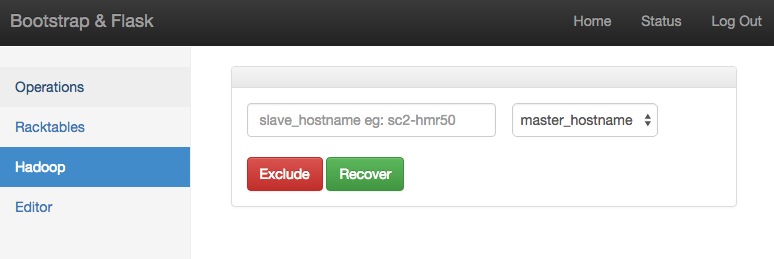 Bootstrap & Flask Home Status Log Out
Operations
Racktables
Hadoop
Editor
slave_hostname eg: sc2-hmr50 master_hostname
Exclude Recover